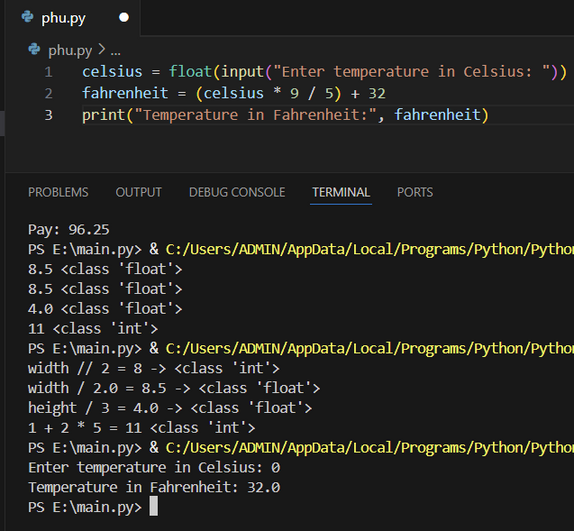 phu.py
phu.py > ...
1 celsius = float(input("Enter temperature in Celsius: "))
2 fahrenheit = (celsius * 9 / 5) + 32
3 print("Temperature in Fahrenheit:", fahrenheit)
PROBLEMS OUTPUT DEBUG CONSOLE TERMINAL PORTS
Pay: 96.25
PS E:\main.py> & C:/Users/ADMIN/AppData/Local/Programs/Python/Python
8.5 <class 'float'>
8.5 <class 'float'>
4.0 <class 'float'>
11 <class 'int'>
PS E:\main.py> & C:/Users/ADMIN/AppData/Local/Programs/Python/Python
width // 2 = 8 -> <class 'int'>
width / 2.0 = 8.5 -> <class 'float'>
height / 3 = 4.0 -> <class 'float'>
1 + 2 * 5 = 11 <class 'int'>
PS E:\main.py> & C:/Users/ADMIN/AppData/Local/Programs/Python/Python
Enter temperature in Celsius: 0
Temperature in Fahrenheit: 32.0
PS E:\main.py>